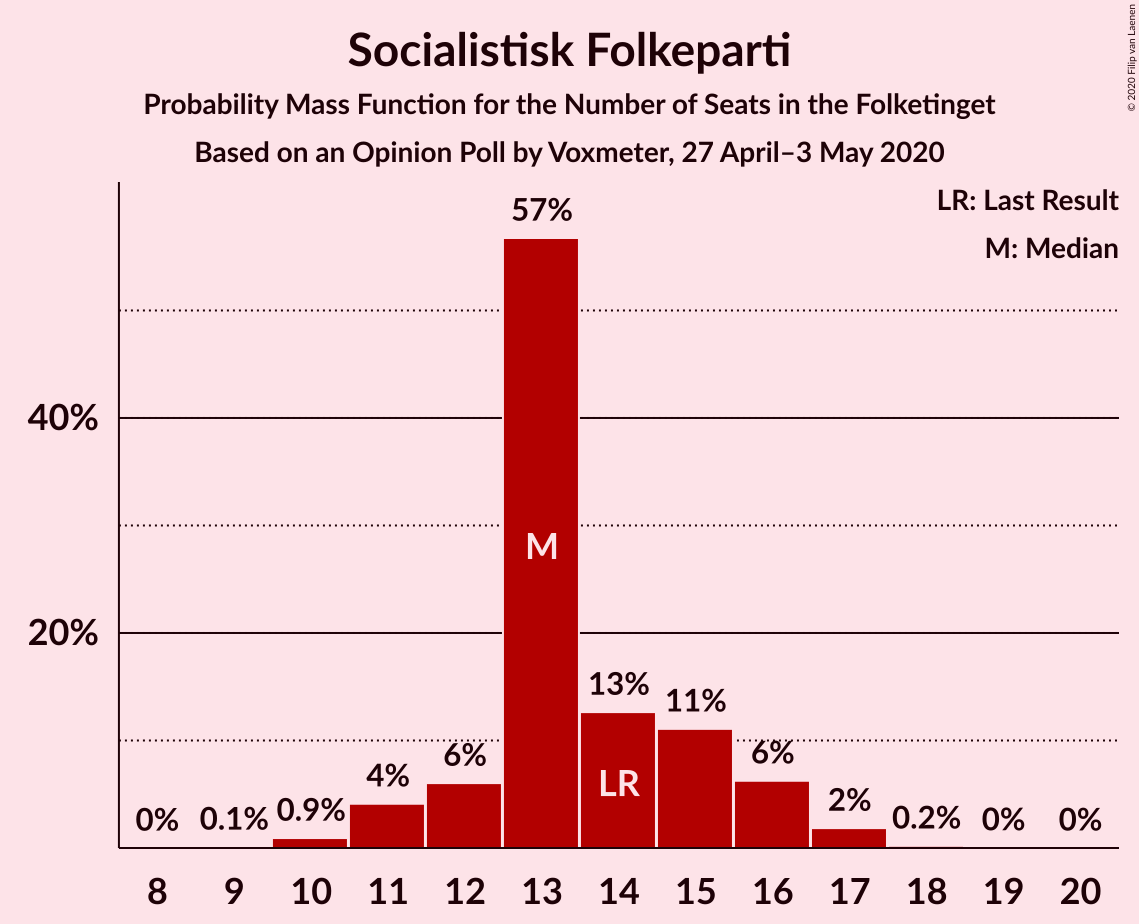 Socialistisk Folkeparti
Probability Mass Function for the Number of Seats in the Folketinget
Based on an Opinion Poll by Voxmeter, 27 April–3 May 2020
© 2020 Filip van Laenen
LR: Last Result
M: Median
40%
20%
0%
0.1%
0.9%
4%
6%
57%
13%
11%
6%
2%
0.2%
0%
0%
M
LR
8 9 10 11 12 13 14 15 16 17 18 19 20